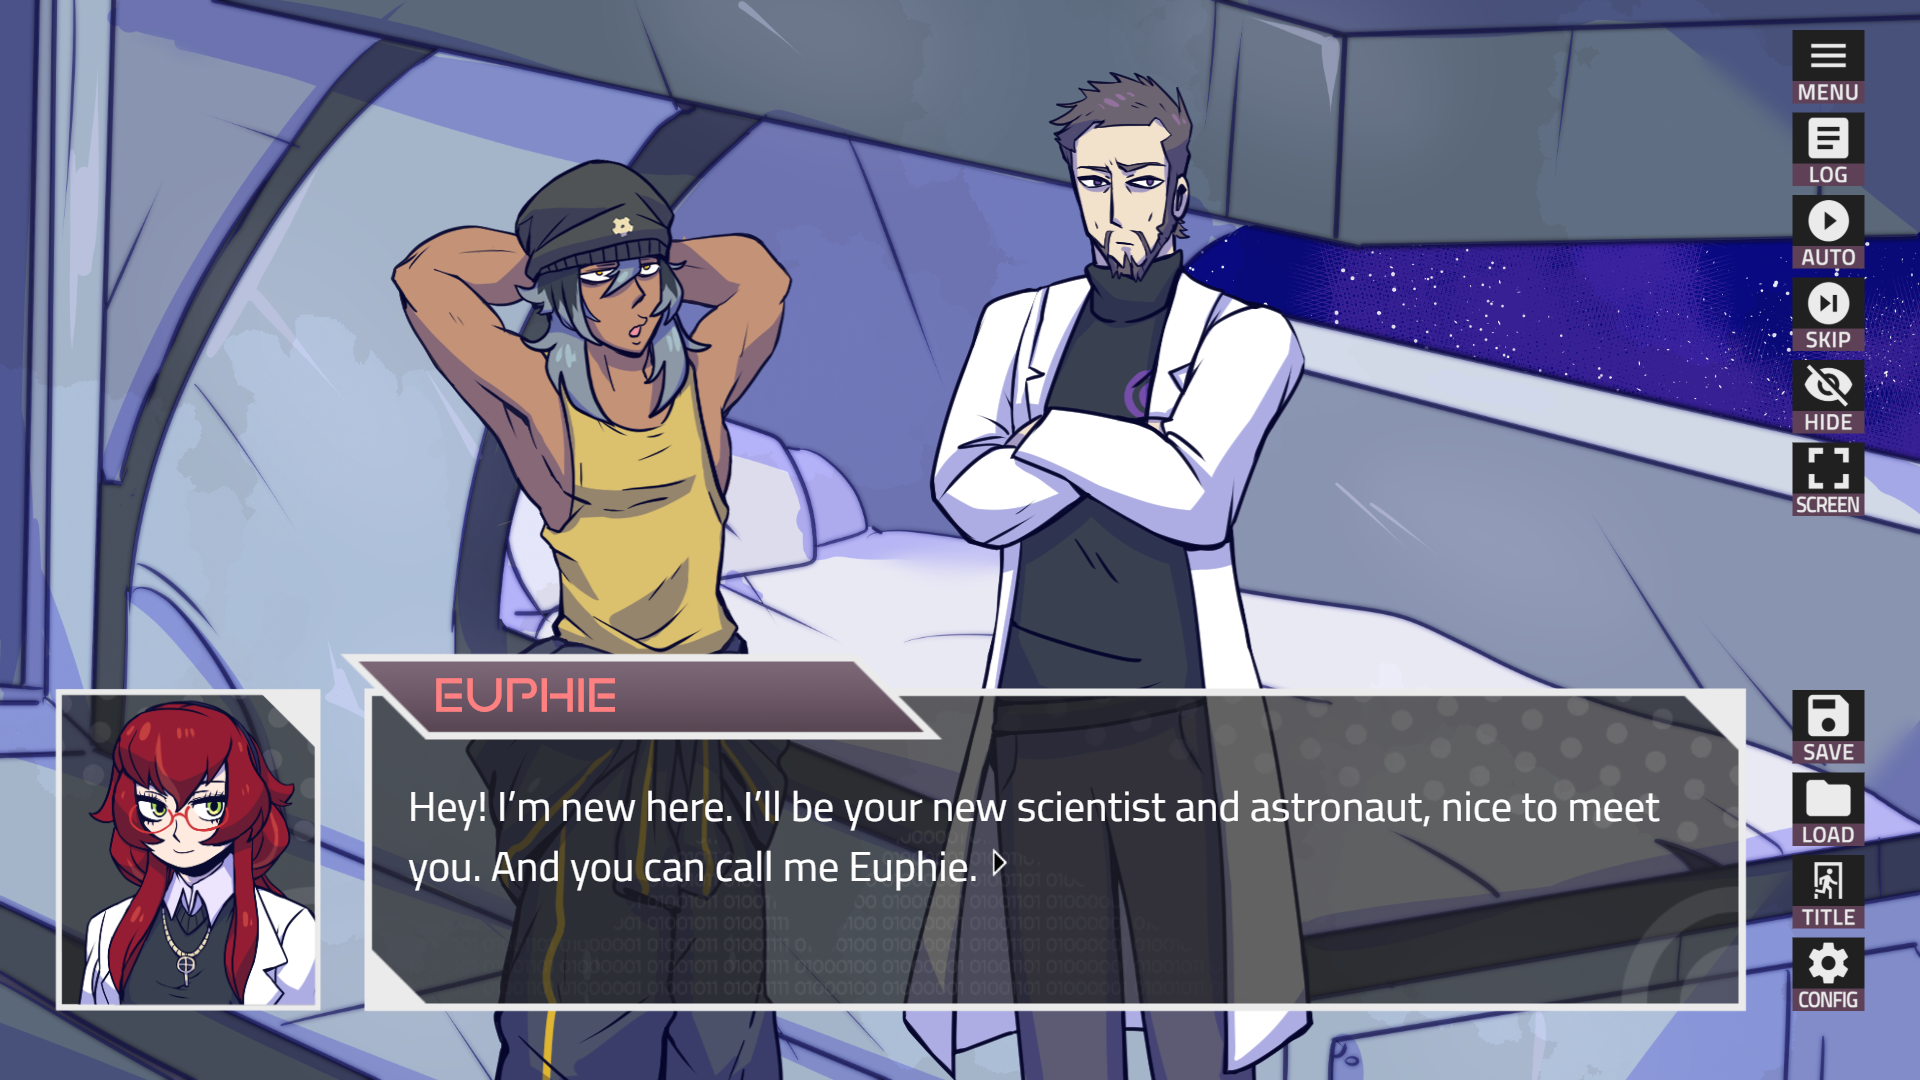 MENU
LOG
AUTO
SKIP
HIDE
SCREEN
EUPHIE
Hey! I'm new here. I'll be your new scientist and astronaut, nice to meet
you. And you can call me Euphie.
SAVE
LOAD
TITLE
CONFIG